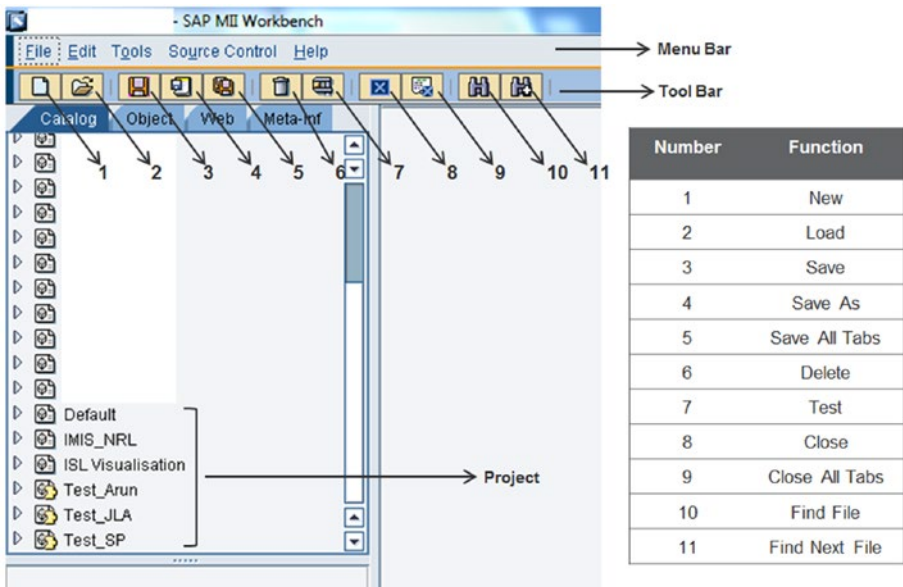 - SAP MII Workbench
File Edit Tools Source Control Help
Menu Bar
Tool Bar
Catalog Object Web Meta-Inf
1 2 3 4 5 6 7 8 9 10 11
Default
IMIS_NRL
ISL Visualisation
Test_Arun
Test_JLA
Test_SP
Project
Number Function
1 New
2 Load
3 Save
4 Save As
5 Save All Tabs
6 Delete
7 Test
8 Close
9 Close All Tabs
10 Find File
11 Find Next File